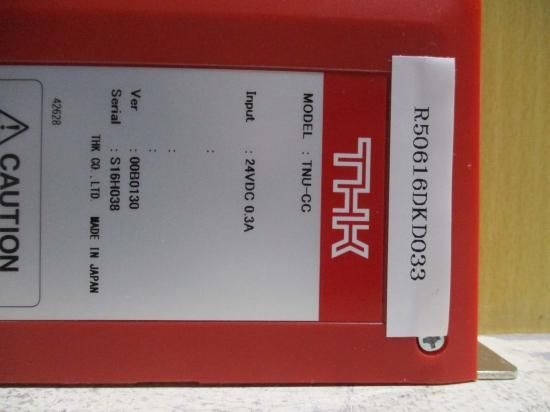 R50616DKD033
THK
MODEL : TNU-CC
Input : 24VDC 0.3A
:
:
Ver : 00B0130
Serial : S16H038
THK CO.,LTD. MADE IN JAPAN
42628
CAUTION